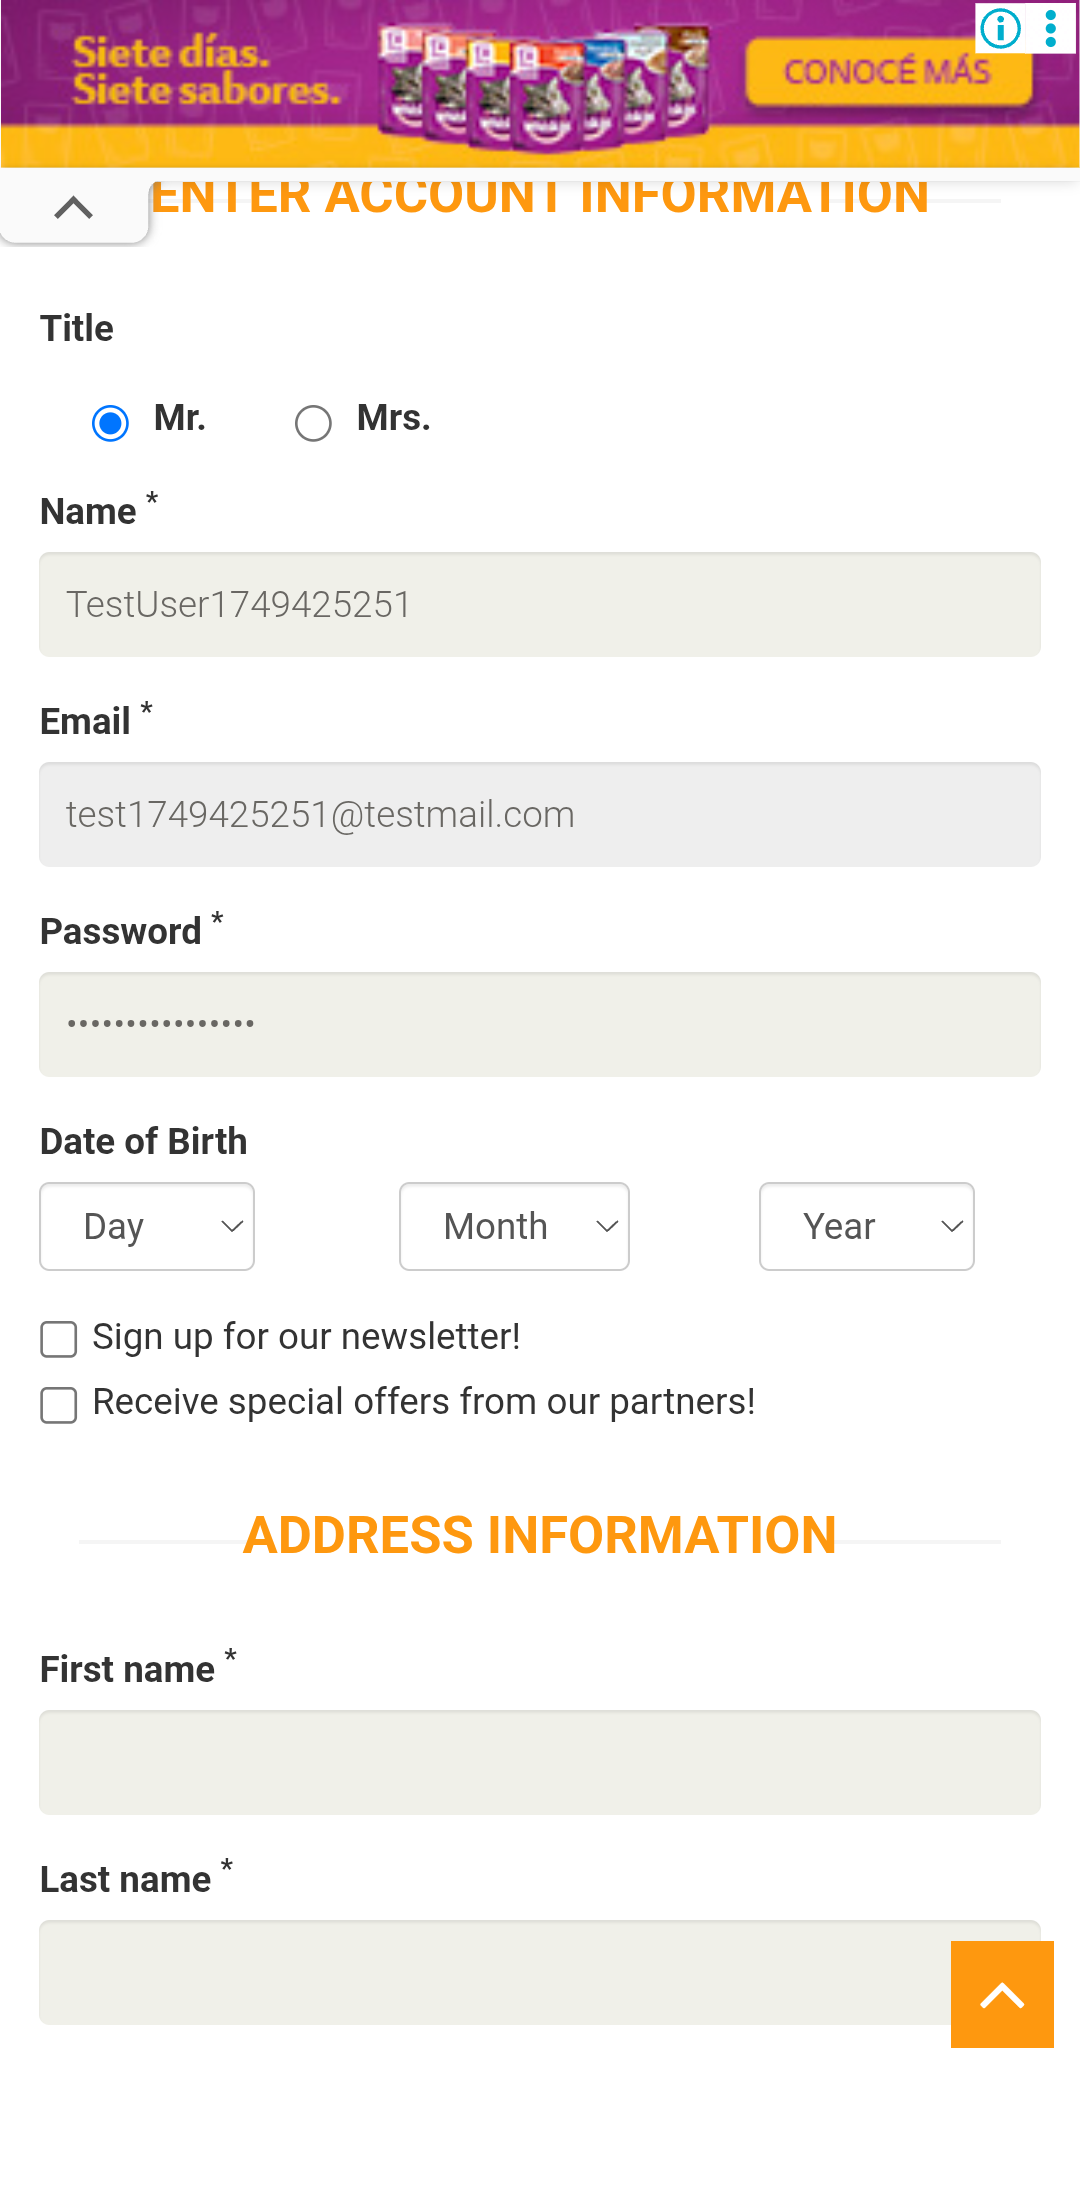 Siete días.
Siete sabores.
CONOCÉ MÁS
ENTER ACCOUNT INFORMATION
Title
Mr.
Mrs.
Name *
TestUser1749425251
Email *
test1749425251@testmail.com
Password *
••••••••••••••••
Date of Birth
Day
Month
Year
Sign up for our newsletter!
Receive special offers from our partners!
ADDRESS INFORMATION
First name *
Last name *